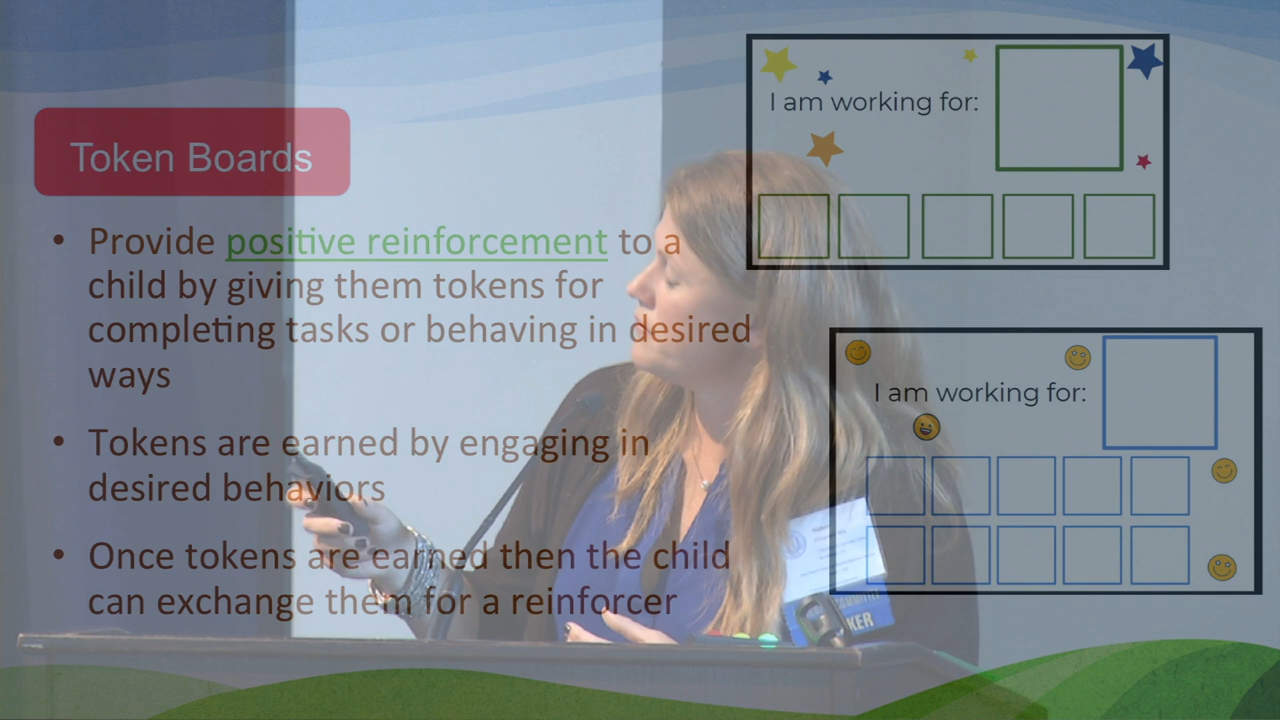 Token Boards
• Provide positive reinforcement to a
child by giving them tokens for
completing tasks or behaving in desired
ways
• Tokens are earned by engaging in
desired behaviors
• Once tokens are earned then the child
can exchange them for a reinforcer
I am working for:
I am working for:
KER